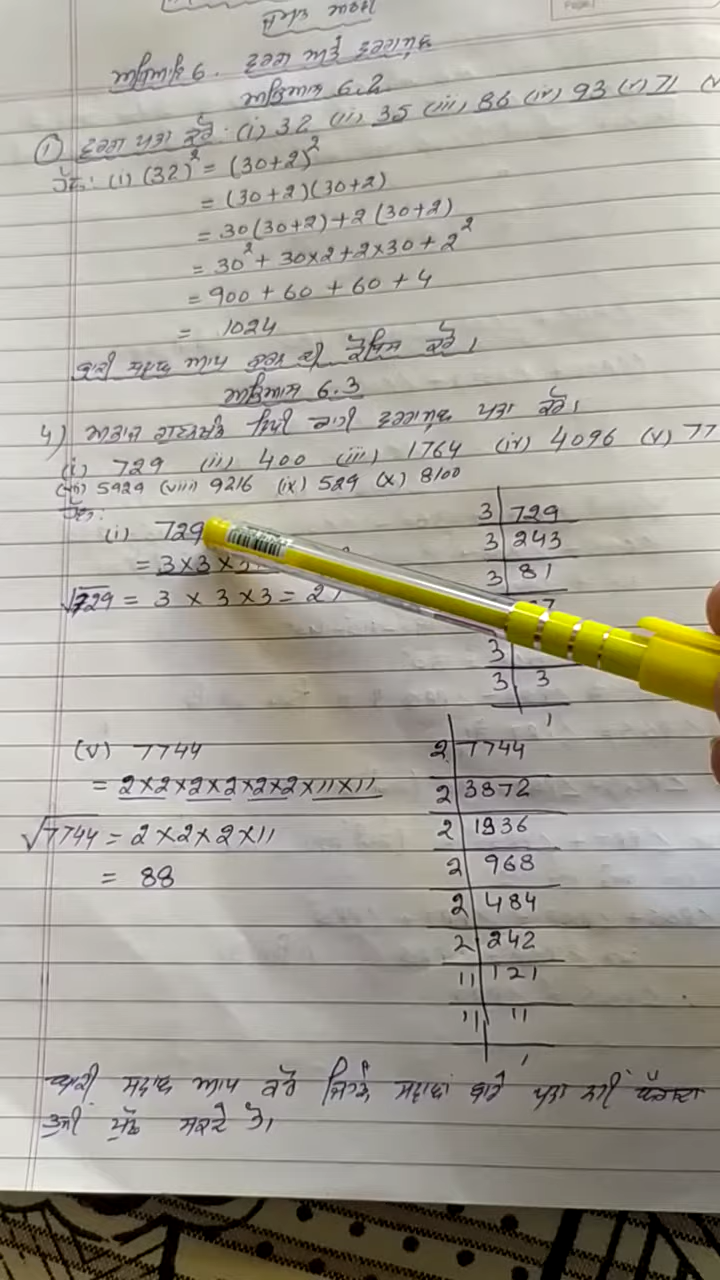 ਅਧਿਆਇ 6. ਵਰਗ ਅਤੇ ਵਰਗਮੂਲ
ਅਭਿਆਸ 6.2
① ਵਰਗ ਪਤਾ ਕਰੋ : (i) 32 (ii) 35 (iii) 86 (iv) 93 (v) 71
ਹੱਲ: (i) (32)² = (30+2)²
= (30+2)(30+2)
= 30(30+2)+2(30+2)
= 30² + 30×2+2×30+2²
= 900 + 60 + 60 + 4
= 1024
ਬਾਕੀ ਸਵਾਲ ਆਪ ਕਰਨ ਦੀ ਕੋਸ਼ਿਸ਼ ਕਰੋ।
ਅਭਿਆਸ 6.3
4) ਅਭਾਜ ਗੁਣਨਖੰਡ ਵਿਧੀ ਰਾਹੀਂ ਵਰਗਮੂਲ ਪਤਾ ਕਰੋ।
(i) 729 (ii) 400 (iii) 1764 (iv) 4096 (v) 77
(vii) 5929 (viii) 9216 (ix) 529 (x) 8100
ਹੱਲ:
(i) 729
= 3×3×3
√729 = 3 × 3 × 3 = 27
3 729
3 243
3 81
3
3 3
1
(v) 7744
= 2×2×2×2×2×2×11×11
√7744 = 2×2×2×11
= 88
2 7744
2 3872
2 1936
2 968
2 484
2 242
11 121
11 11
1
ਬਾਕੀ ਸਵਾਲ ਆਪ ਕਰੋ ਜਿਹੜੇ ਸਵਾਲਾਂ ਬਾਰੇ ਪਤਾ ਨਹੀਂ
ਤੁਸੀਂ ਪੁੱਛ ਸਕਦੇ ਹੋ।